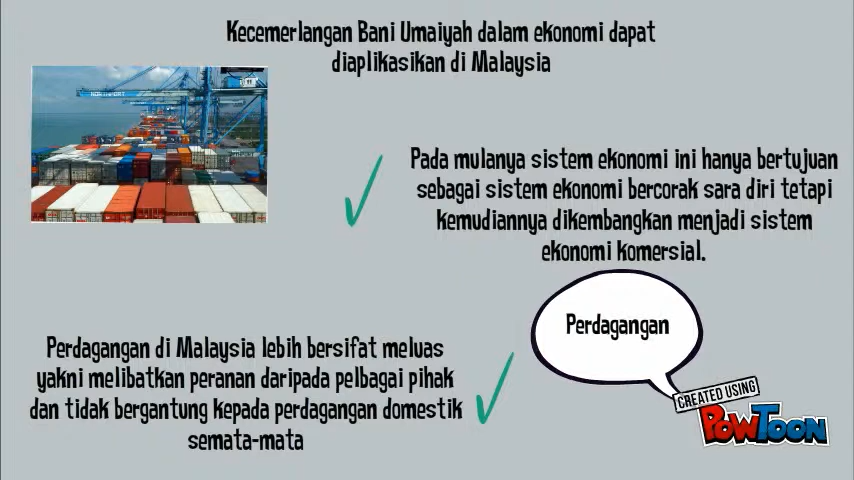 Kecemerlangan Bani Umaiyah dalam ekonomi dapat
diaplikasikan di Malaysia
NORTHPORT
Pada mulanya sistem ekonomi ini hanya bertujuan
sebagai sistem ekonomi bercorak sara diri tetapi
kemudiannya dikembangkan menjadi sistem
ekonomi komersial.
Perdagangan
Perdagangan di Malaysia lebih bersifat meluas
yakni melibatkan peranan daripada pelbagai pihak
dan tidak bergantung kepada perdagangan domestik
semata-mata
CREATED USING
POWTOON